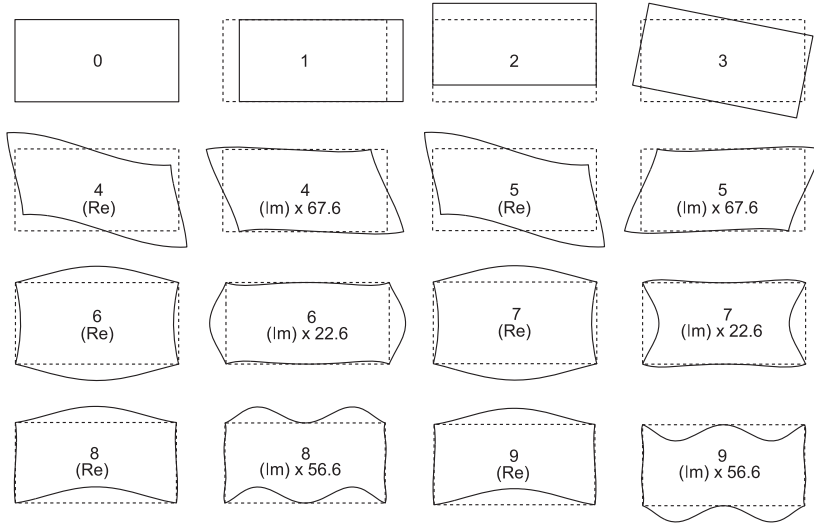 0
1
2
3
4
(Re)
4
(Im) x 67.6
5
(Re)
5
(Im) x 67.6
6
(Re)
6
(Im) x 22.6
7
(Re)
7
(Im) x 22.6
8
(Re)
8
(Im) x 56.6
9
(Re)
9
(Im) x 56.6